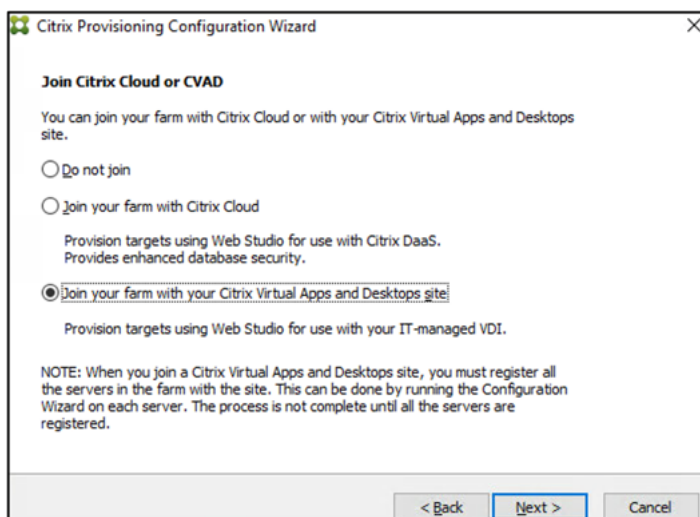 Citrix Provisioning Configuration Wizard
Join Citrix Cloud or CVAD
You can join your farm with Citrix Cloud or with your Citrix Virtual Apps and Desktops
site.
Do not join
Join your farm with Citrix Cloud
Provision targets using Web Studio for use with Citrix DaaS.
Provides enhanced database security.
Join your farm with your Citrix Virtual Apps and Desktops site
Provision targets using Web Studio for use with your IT-managed VDI.
NOTE: When you join a Citrix Virtual Apps and Desktops site, you must register all
the servers in the farm with the site. This can be done by running the Configuration
Wizard on each server. The process is not complete until all the servers are
registered.
< Back Next > Cancel